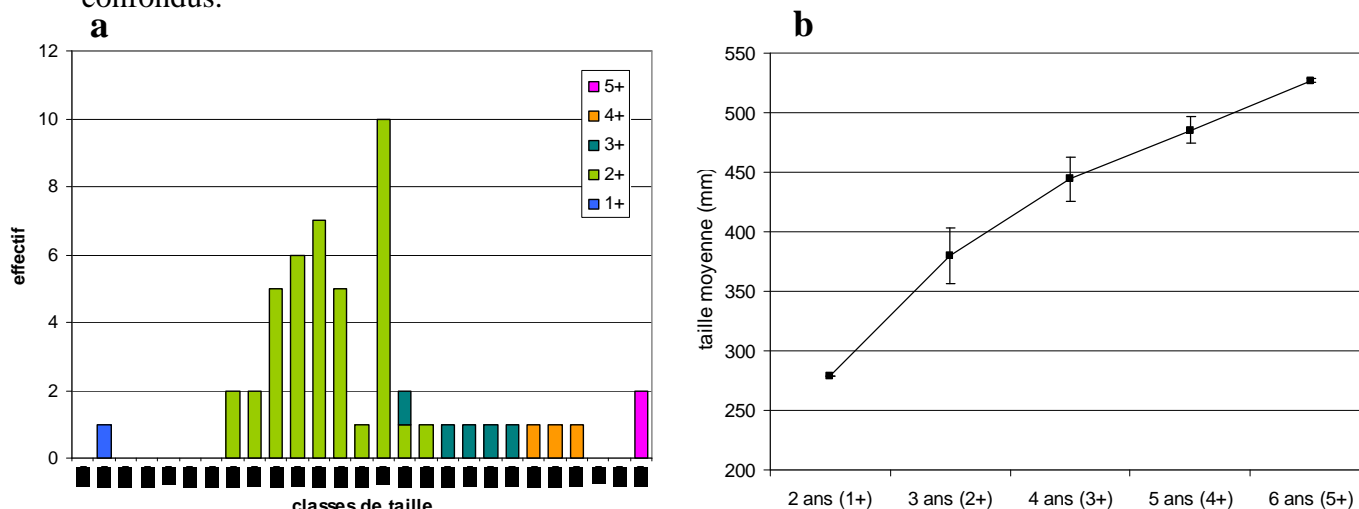 confondus.
a
12
10
8
6
4
2
0
effectif
5+
4+
3+
2+
1+
classes de taille
b
550
500
450
400
350
300
250
200
taille moyenne (mm)
2 ans (1+) 3 ans (2+) 4 ans (3+) 5 ans (4+) 6 ans (5+)